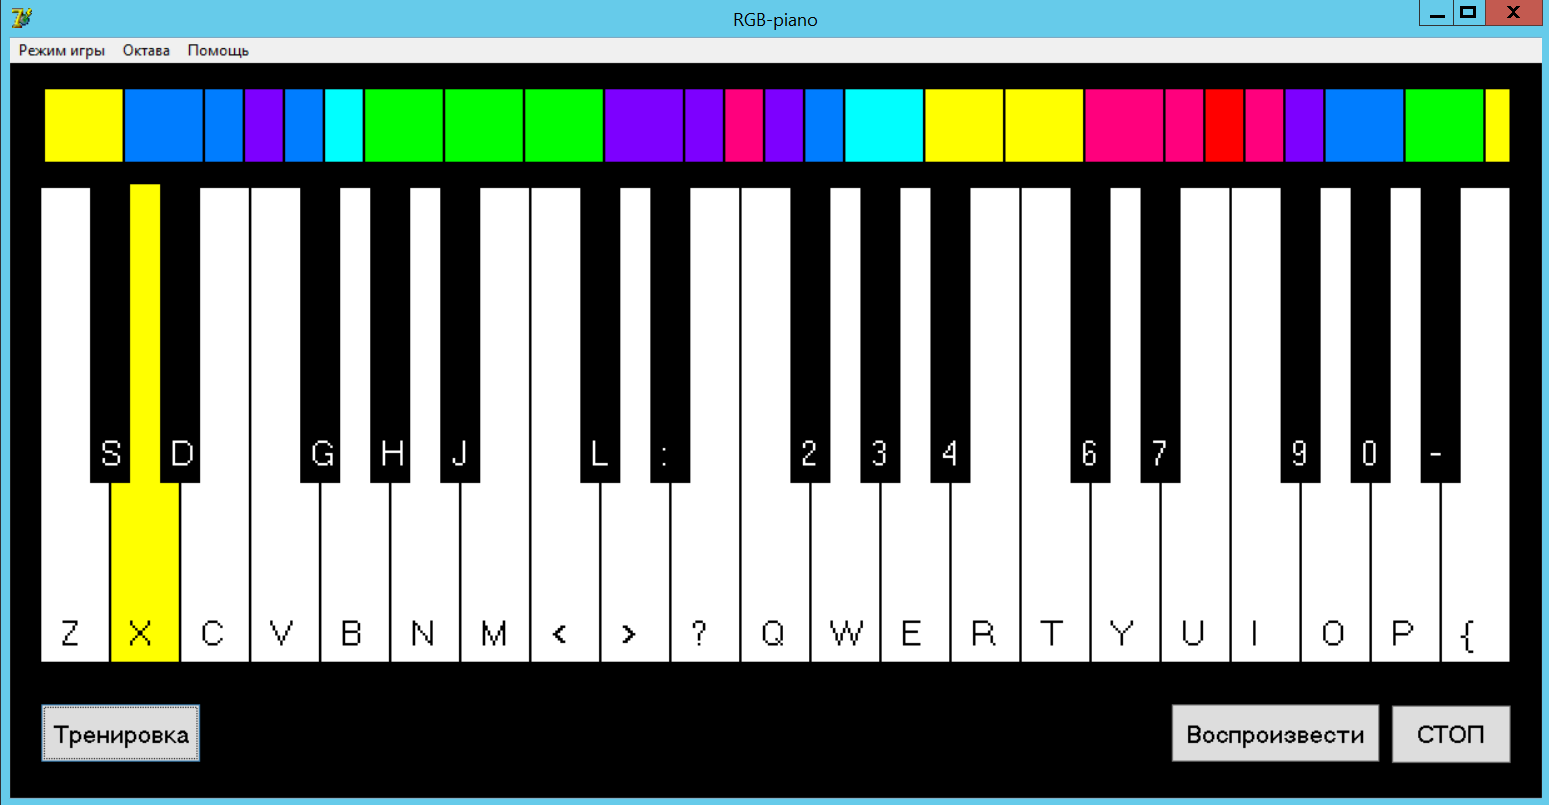 RGB-piano
Режим игры Октава Помощь
S D G H J L : 2 3 4 6 7 9 0 -
Z X C V B N M < > ? Q W E R T Y U I O P {
Тренировка Воспроизвести СТОП